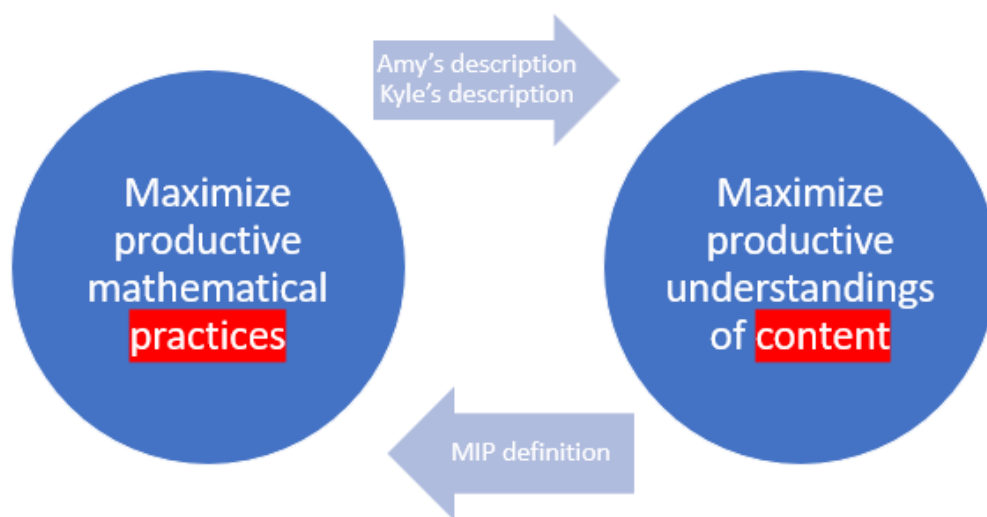 Amy's description
Kyle's description
Maximize
productive
mathematical
practices
Maximize
productive
understandings
of content
MIP definition